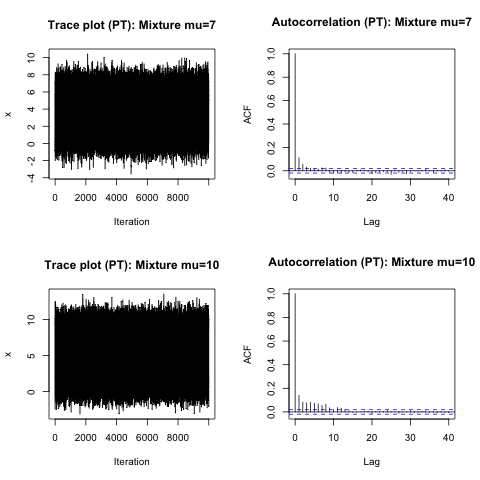 Trace plot (PT): Mixture mu=7
x
10
8
6
4
2
0
-2
-4
0 2000 4000 6000 8000
Iteration
Autocorrelation (PT): Mixture mu=7
ACF
1.0
0.8
0.6
0.4
0.2
0.0
0 10 20 30 40
Lag
Trace plot (PT): Mixture mu=10
x
10
5
0
0 2000 4000 6000 8000
Iteration
Autocorrelation (PT): Mixture mu=10
ACF
1.0
0.8
0.6
0.4
0.2
0.0
0 10 20 30 40
Lag